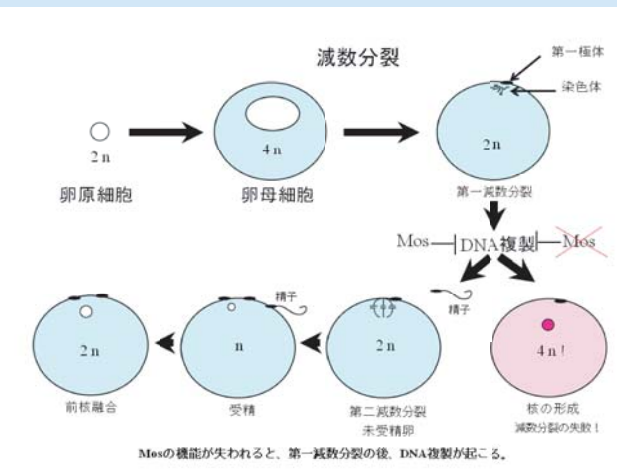 減数分裂
第一極体
染色体
2n
4n
2n
卵原細胞
卵母細胞
第一減数分裂
Mos
DNA複製
Mos
精子
精子
2n
n
2n
4n!
前核融合
受精
第二減数分裂
未受精卵
核の形成
減数分裂の失敗!
Mosの機能が失われると、第一減数分裂の後、DNA複製が起こる。